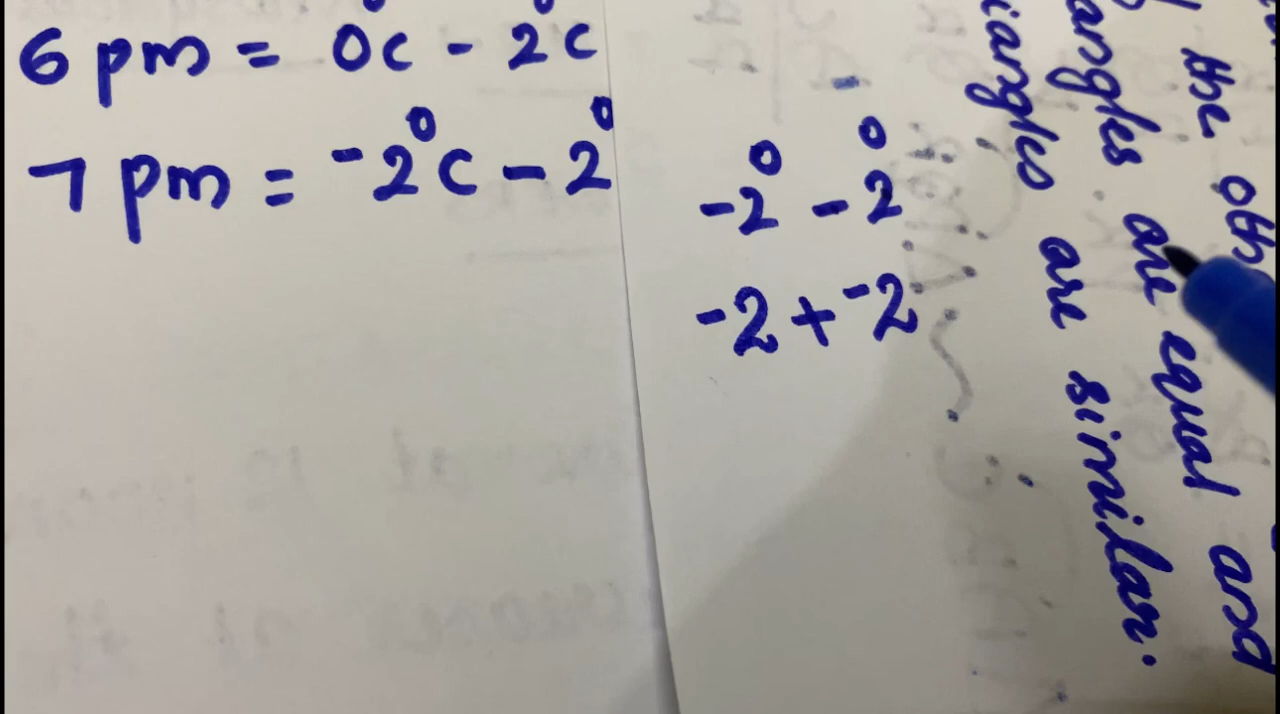 6 pm = 0°c - 2°c
7 pm = -2°c - 2°
-2° - 2°
-2 + -2
the oth
angles are equal and
iangles are similar.